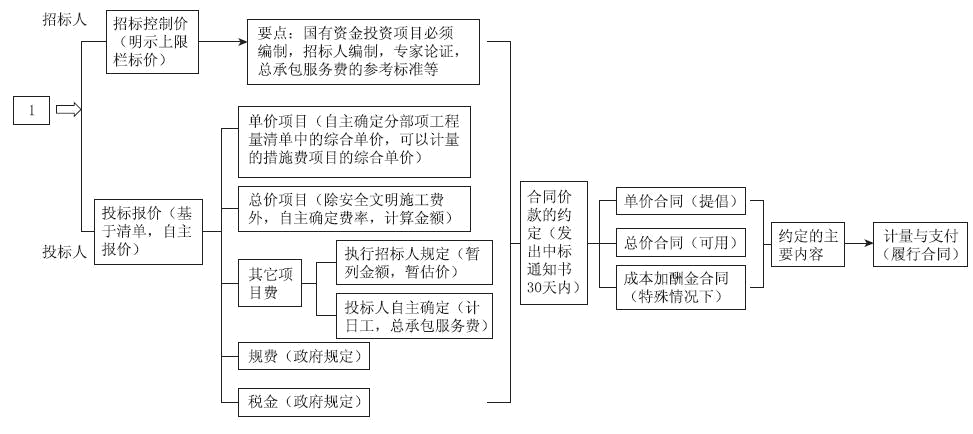 招标人
招标控制价
（明示上限
栏标价）
要点：国有资金投资项目必须
编制，招标人编制，专家论证，
总承包服务费的参考标准等
1
单价项目（自主确定分部项工程
量清单中的综合单价，可以计量
的措施费项目的综合单价）
投标报价（基
于清单，自主
报价）
投标人
总价项目（除安全文明施工费
外，自主确定费率，计算金额）
其它项
目费
执行招标人规定（暂
列金额，暂估价）
投标人自主确定（计
日工，总承包服务费）
规费（政府规定）
税金（政府规定）
合同价
款的约
定（发
出中标
通知书
30天内）
单价合同（提倡）
总价合同（可用）
成本加酬金合同
（特殊情况下）
约定的主
要内容
计量与支付
（履行合同）